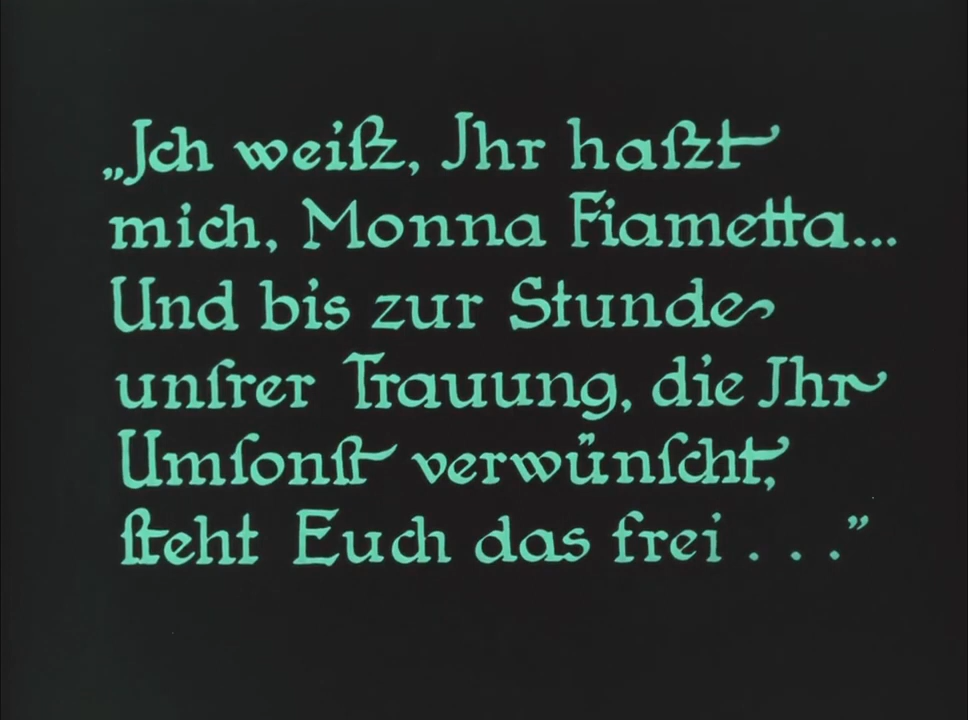 „Ich weiß, Ihr haßt
mich, Monna Fiametta...
Und bis zur Stunde
unſrer Trauung, die Ihr
Umſonſt verwünſcht,
ſteht Euch das frei . . .”